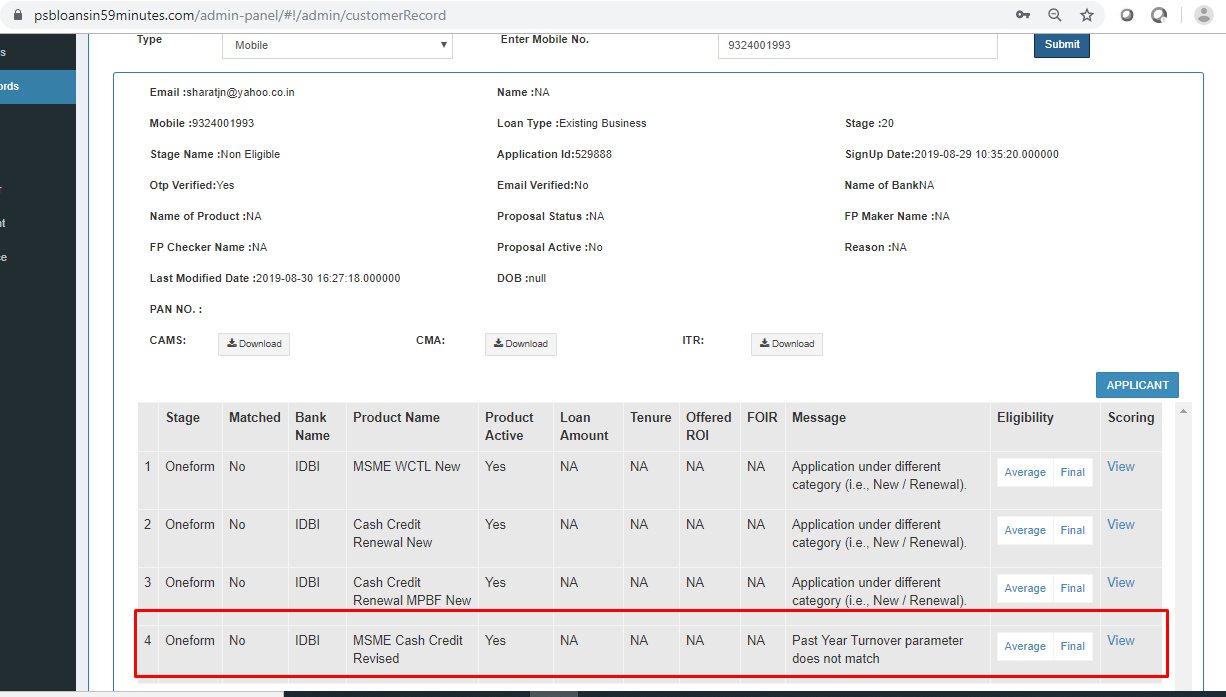 psbloansin59minutes.com/admin-panel/#!/admin/customerRecord
s
ords
nt
ce
Type Mobile Enter Mobile No. 9324001993 Submit
Email :sharatjn@yahoo.co.in Name :NA
Mobile :9324001993 Loan Type :Existing Business Stage :20
Stage Name :Non Eligible Application Id:529888 SignUp Date:2019-08-29 10:35:20.000000
Otp Verified:Yes Email Verified:No Name of BankNA
Name of Product :NA Proposal Status :NA FP Maker Name :NA
FP Checker Name :NA Proposal Active :No Reason :NA
Last Modified Date :2019-08-30 16:27:18.000000 DOB :null
PAN NO. :
CAMS: Download CMA: Download ITR: Download
APPLICANT
Stage Matched Bank Product Name Product Loan Tenure Offered FOIR Message Eligibility Scoring
Name Active Amount ROI
1 Oneform No IDBI MSME WCTL New Yes NA NA NA NA Application under different Average Final View
category (i.e., New / Renewal).
2 Oneform No IDBI Cash Credit Yes NA NA NA NA Application under different Average Final View
Renewal New category (i.e., New / Renewal).
3 Oneform No IDBI Cash Credit Yes NA NA NA NA Application under different Average Final View
Renewal MPBF New category (i.e., New / Renewal).
4 Oneform No IDBI MSME Cash Credit Yes NA NA NA NA Past Year Turnover parameter Average Final View
Revised does not match